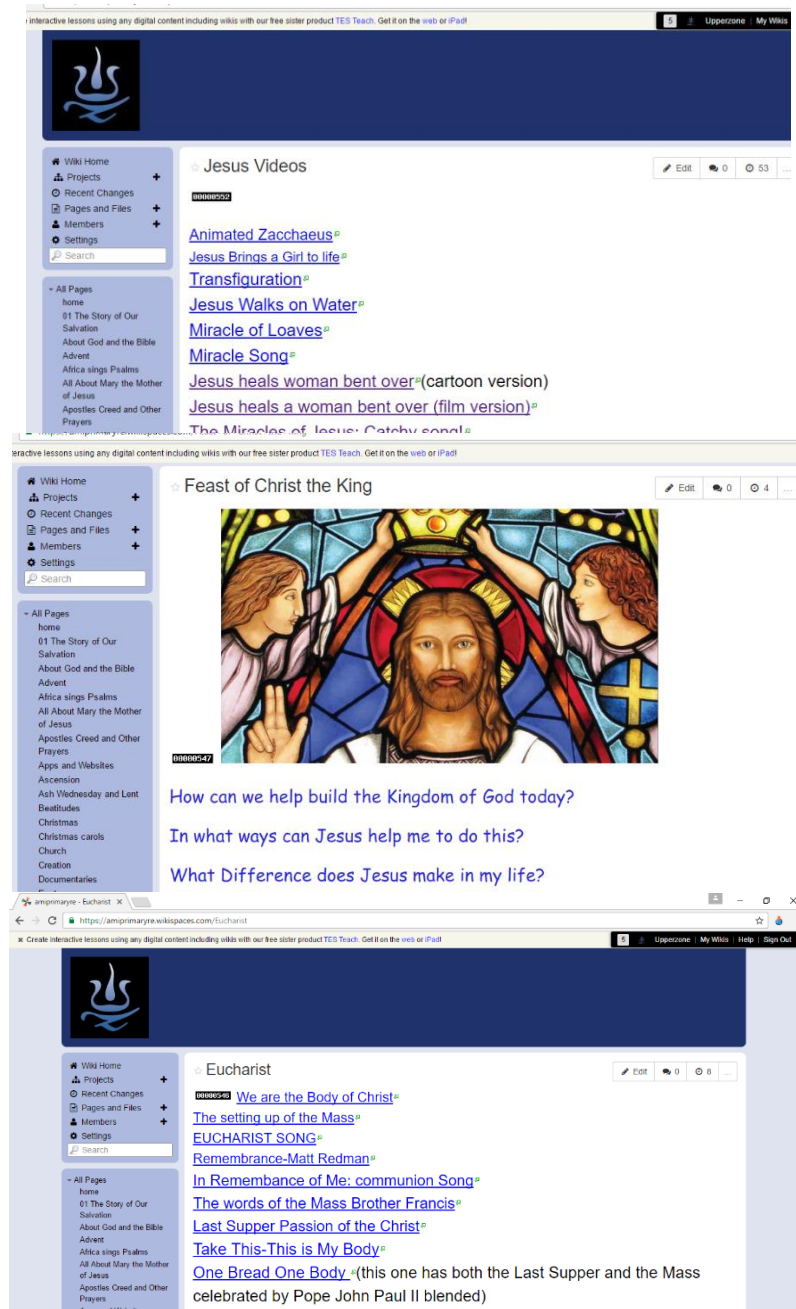 interactive lessons using any digital content including wikis with our free sister product TES Teach. Get it on the web or iPad!
5 Upperzone | My Wikis
Wiki Home
Projects +
Recent Changes
Pages and Files +
Members +
Settings
Search
All Pages
home
01 The Story of Our
Salvation
About God and the Bible
Advent
Africa sings Psalms
All About Mary the Mother
of Jesus
Apostles Creed and Other
Prayers
Jesus Videos
Edit 0 53 ...
00000552
Animated Zacchaeus
Jesus Brings a Girl to life
Transfiguration
Jesus Walks on Water
Miracle of Loaves
Miracle Song
Jesus heals woman bent over (cartoon version)
Jesus heals a woman bent over (film version)
The Miracles of Jesus: Catchy song!
eractive lessons using any digital content including wikis with our free sister product TES Teach. Get it on the web or iPad!
Wiki Home
Projects +
Recent Changes
Pages and Files +
Members +
Settings
Search
All Pages
home
01 The Story of Our
Salvation
About God and the Bible
Advent
Africa sings Psalms
All About Mary the Mother
of Jesus
Apostles Creed and Other
Prayers
Apps and Websites
Ascension
Ash Wednesday and Lent
Beatitudes
Christmas
Christmas carols
Church
Creation
Documentaries
Feast of Christ the King
Edit 0 4 ...
00000547
How can we help build the Kingdom of God today?
In what ways can Jesus help me to do this?
What Difference does Jesus make in my life?
amiprimaryre - Eucharist
https://amiprimaryre.wikispaces.com/Eucharist
Create interactive lessons using any digital content including wikis with our free sister product TES Teach. Get it on the web or iPad!
5 Upperzone | My Wikis | Help | Sign Out
Wiki Home
Projects +
Recent Changes
Pages and Files +
Members +
Settings
Search
All Pages
home
01 The Story of Our
Salvation
About God and the Bible
Advent
Africa sings Psalms
All About Mary the Mother
of Jesus
Apostles Creed and Other
Prayers
Eucharist
Edit 0 8 ...
We are the Body of Christ
The setting up of the Mass
EUCHARIST SONG
Remembrance-Matt Redman
In Remembance of Me: communion Song
The words of the Mass Brother Francis
Last Supper Passion of the Christ
Take This-This is My Body
One Bread One Body (this one has both the Last Supper and the Mass
celebrated by Pope John Paul II blended)